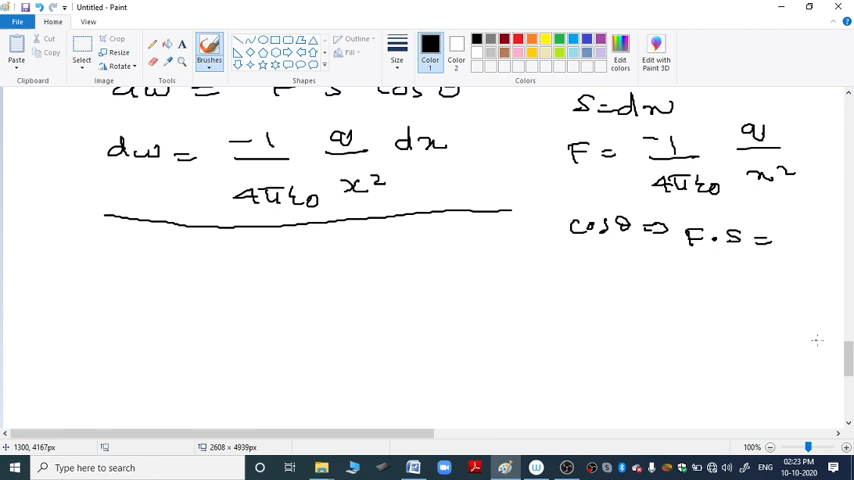 Untitled - Paint
File Home View
Paste
Cut
Copy
Clipboard
Select
Crop
Resize
Rotate
Image
Tools
Brushes
Shapes
Outline
Fill
Size
Color 1
Color 2
Colors
Edit colors
Edit with Paint 3D
dw = F s cosθ
dw = -1/4πε0 q/x² dx
S=dx
F = -1/4πε0 q/x²
cosθ ⇒ F.S =
1300, 4167px
2608 × 4939px
100%
Type here to search
ENG
02:23 PM
10-10-2020